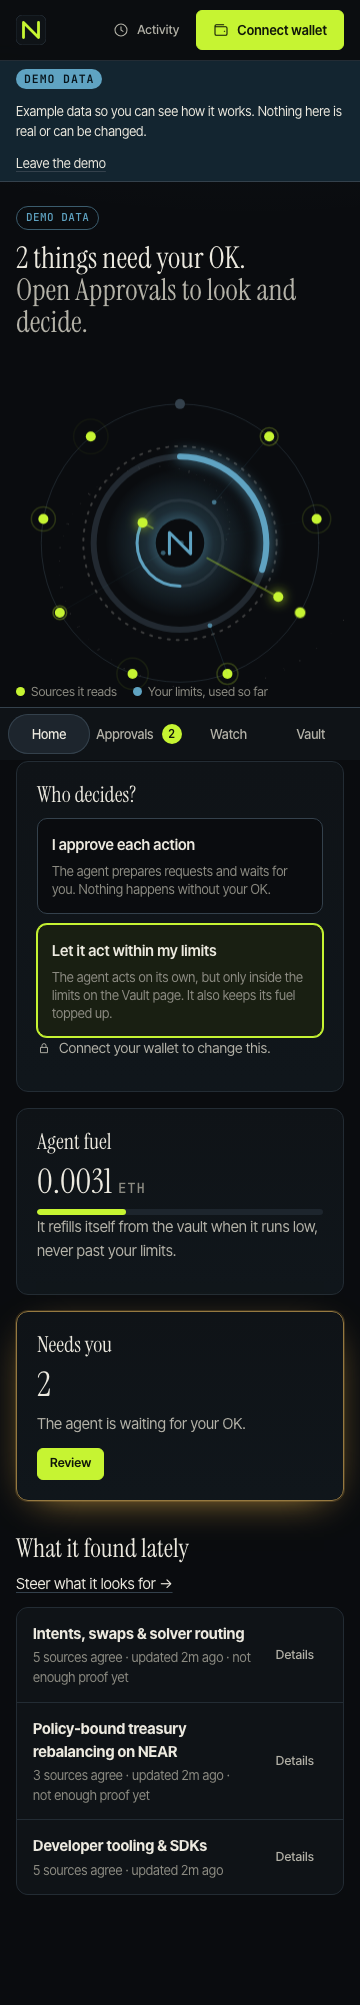 N
Activity
Connect wallet
DEMO DATA
Example data so you can see how it works. Nothing here is
real or can be changed.
Leave the demo
DEMO DATA
2 things need your OK.
Open Approvals to look and
decide.
N
Sources it reads
Your limits, used so far
Home
Approvals 2
Watch
Vault
Who decides?
I approve each action
The agent prepares requests and waits for
you. Nothing happens without your OK.
Let it act within my limits
The agent acts on its own, but only inside the
limits on the Vault page. It also keeps its fuel
topped up.
Connect your wallet to change this.
Agent fuel
0.0031 ETH
It refills itself from the vault when it runs low,
never past your limits.
Needs you
2
The agent is waiting for your OK.
Review
What it found lately
Steer what it looks for →
Intents, swaps & solver routing
5 sources agree · updated 2m ago · not
enough proof yet
Details
Policy-bound treasury
rebalancing on NEAR
3 sources agree · updated 2m ago ·
not enough proof yet
Details
Developer tooling & SDKs
5 sources agree · updated 2m ago
Details